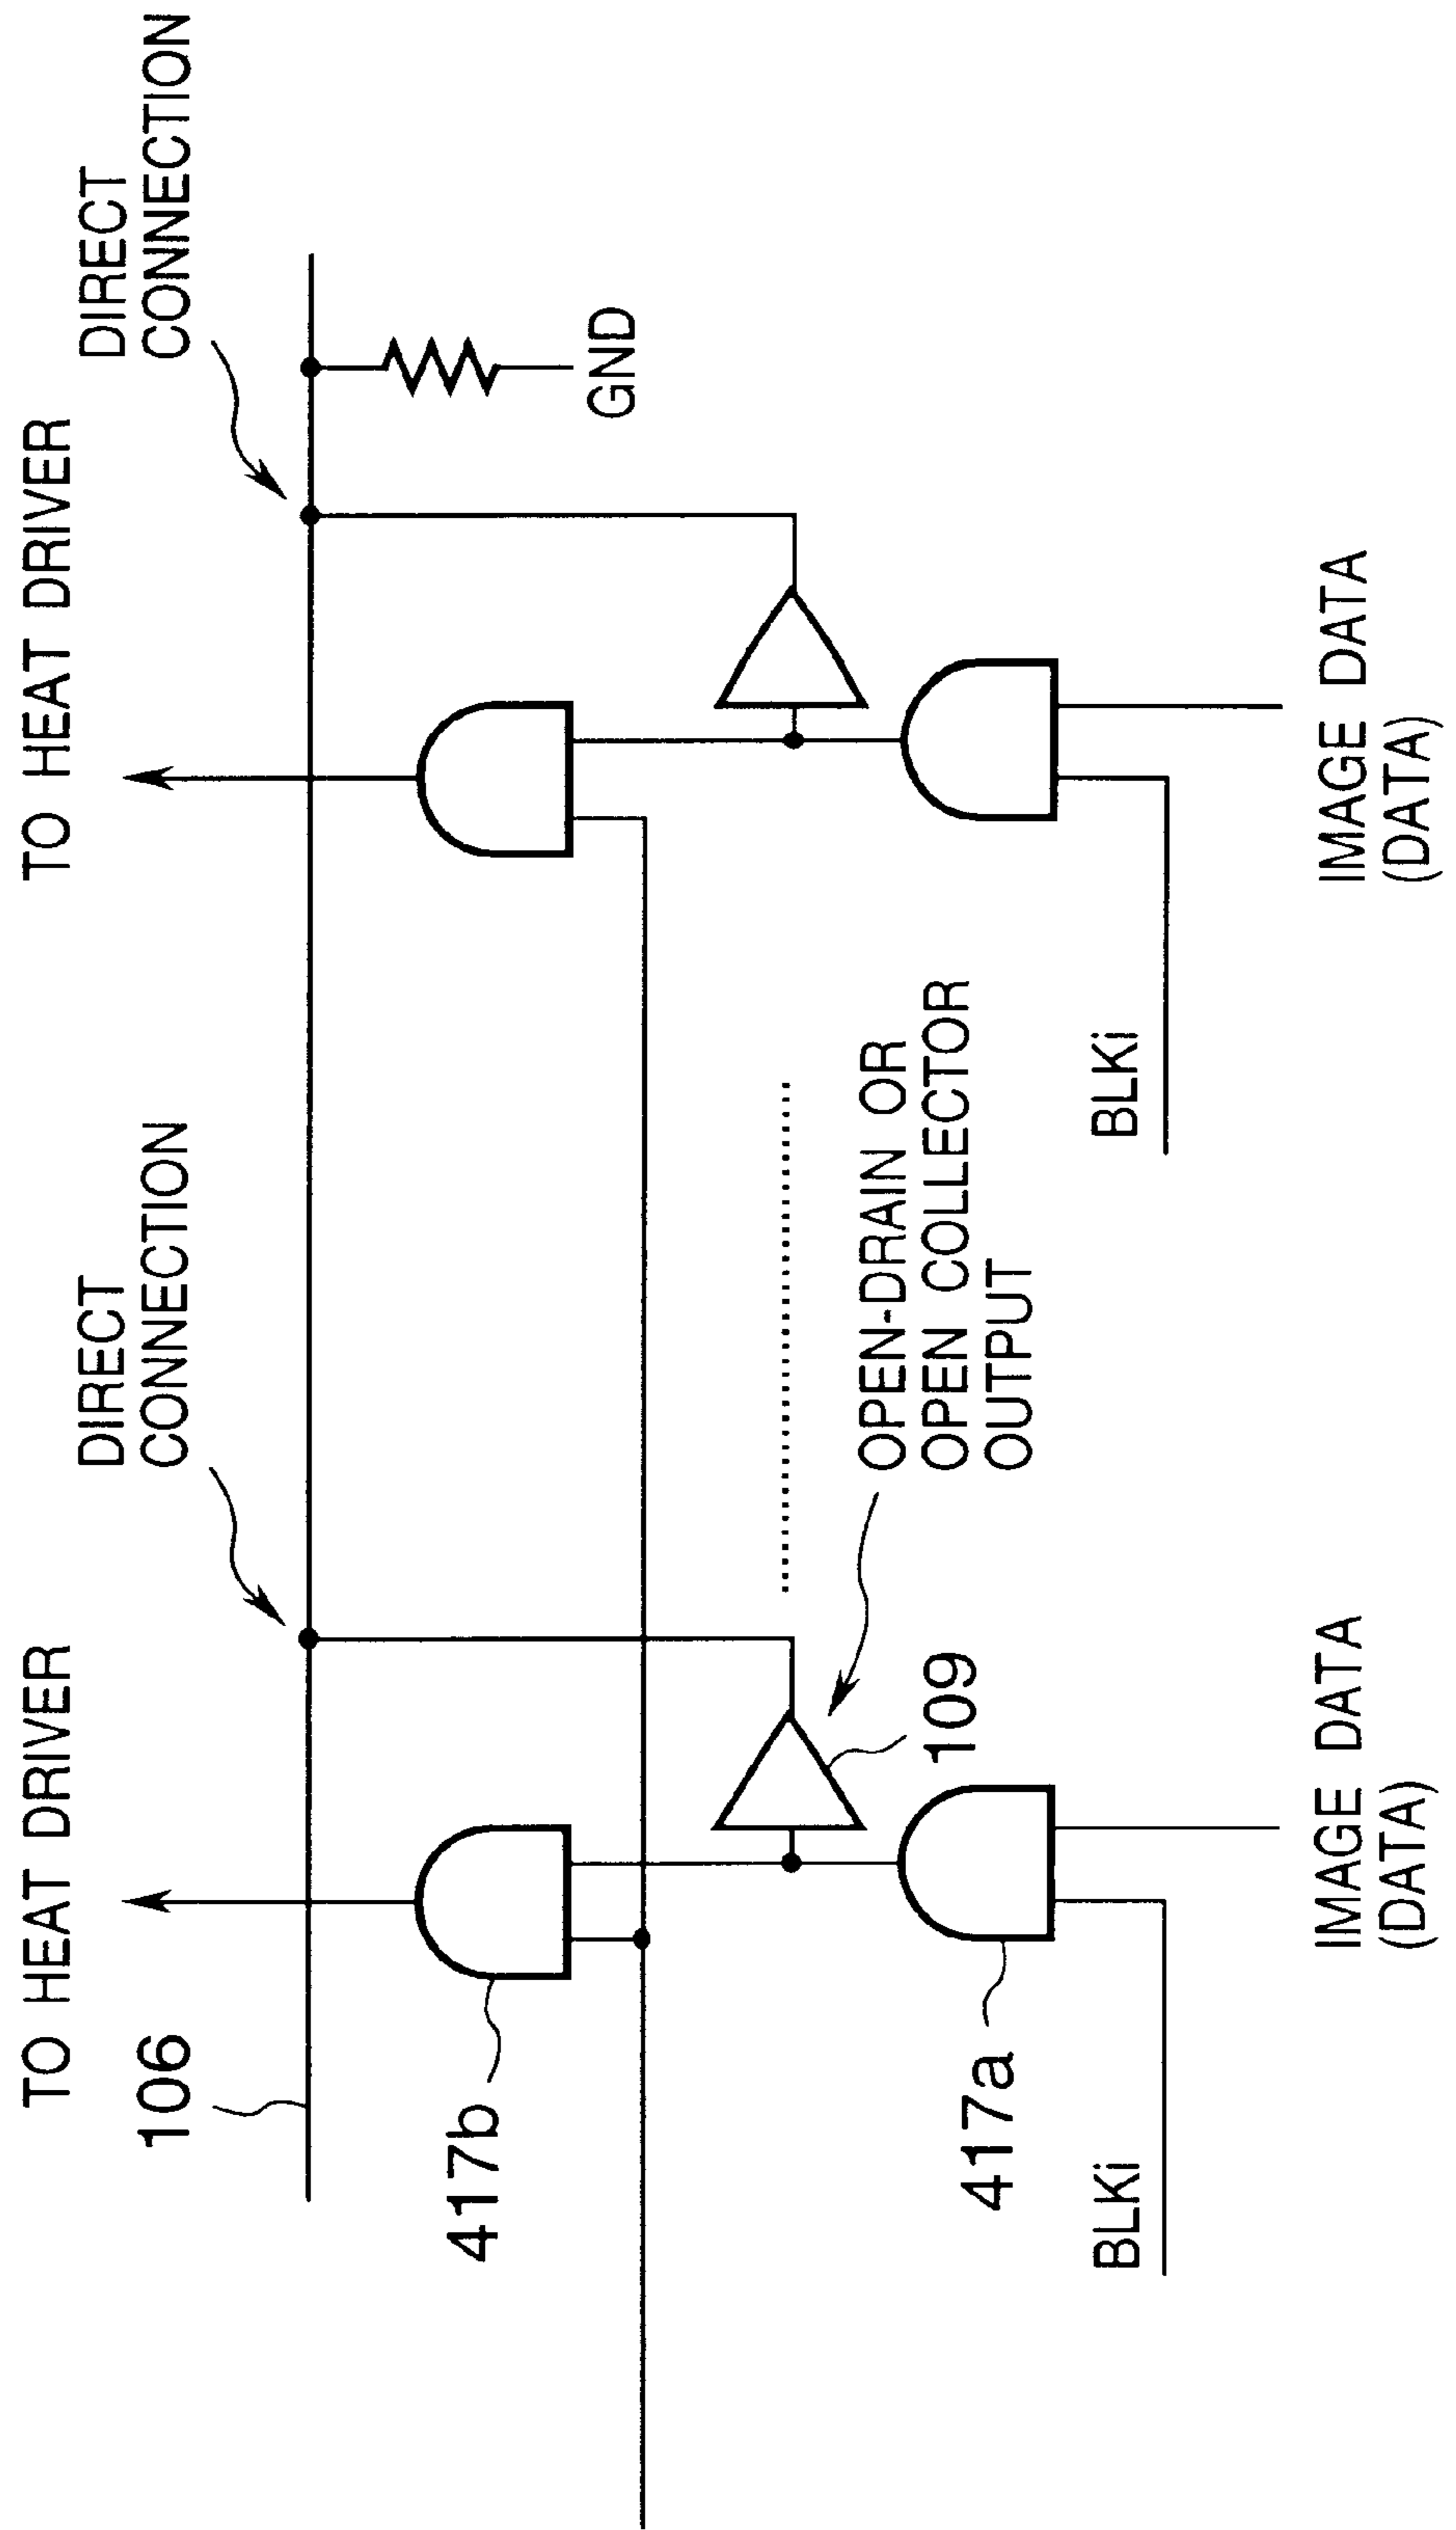 TO HEAT DRIVER
TO HEAT DRIVER
106
DIRECT
CONNECTION
DIRECT
CONNECTION
417b
GND
109
OPEN-DRAIN OR
OPEN COLLECTOR
OUTPUT
417a
BLKi
BLKi
IMAGE DATA
(DATA)
IMAGE DATA
(DATA)